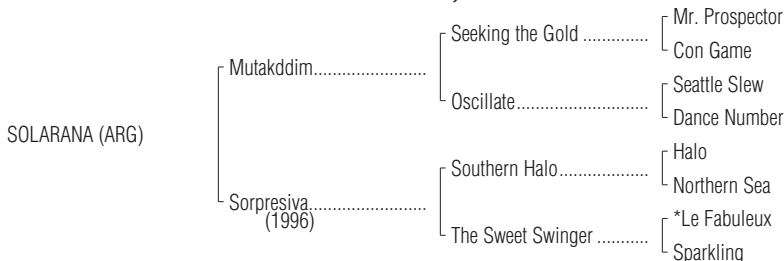 Mr. Prospector
Seeking the Gold ..............
Con Game
Mutakddim.......................
Seattle Slew
Oscillate............................
Dance Number
SOLARANA (ARG)
Halo
Southern Halo...................
Northern Sea
Sorpresiva........................
(1996)
*Le Fabuleux
The Sweet Swinger ...........
Sparkling